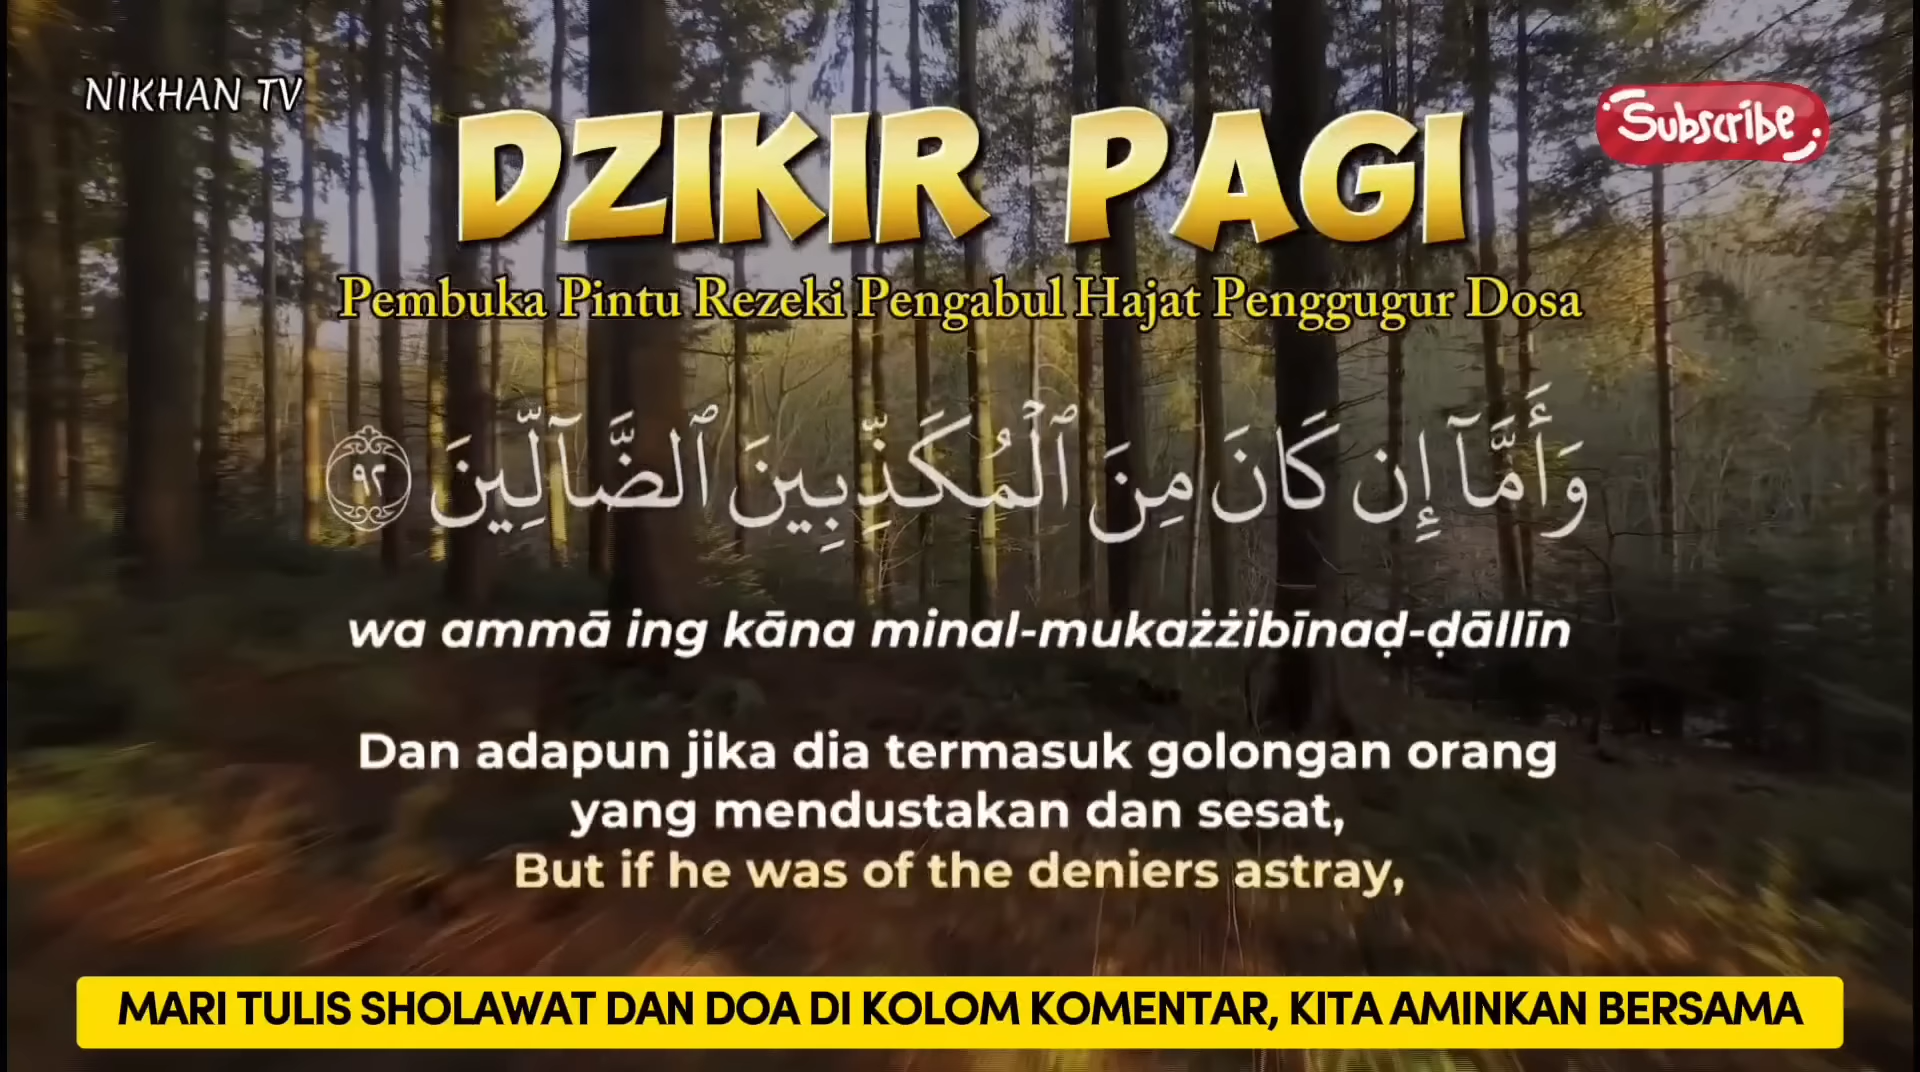 NIKHAN TV
Subscribe
DZIKIR PAGI
Pembuka Pintu Rezeki Pengabul Hajat Penggugur Dosa
وَأَمَّآ إِن كَانَ مِنَ ٱلْمُكَذِّبِينَ ٱلضَّآلِّينَ ٩٢
wa ammā ing kāna minal-mukażżibīnaḍ-ḍāllīn
Dan adapun jika dia termasuk golongan orang
yang mendustakan dan sesat,
But if he was of the deniers astray,
MARI TULIS SHOLAWAT DAN DOA DI KOLOM KOMENTAR, KITA AMINKAN BERSAMA